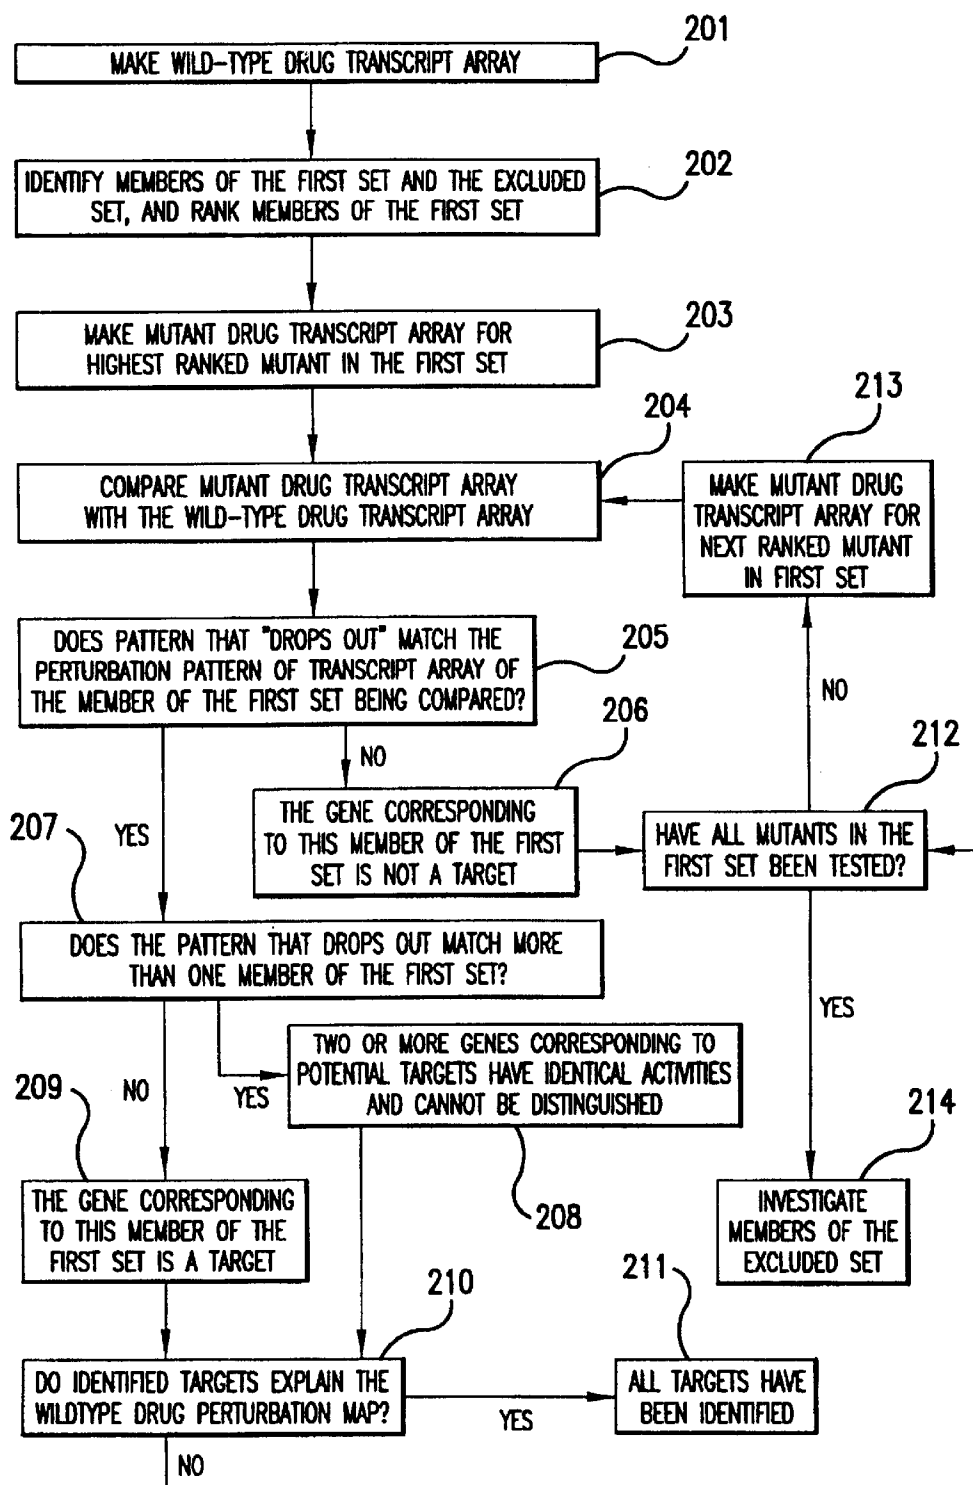 201
MAKE WILD-TYPE DRUG TRANSCRIPT ARRAY
202
IDENTIFY MEMBERS OF THE FIRST SET AND THE EXCLUDED
SET, AND RANK MEMBERS OF THE FIRST SET
203
MAKE MUTANT DRUG TRANSCRIPT ARRAY FOR
HIGHEST RANKED MUTANT IN THE FIRST SET
204
COMPARE MUTANT DRUG TRANSCRIPT ARRAY
WITH THE WILD-TYPE DRUG TRANSCRIPT ARRAY
213
MAKE MUTANT DRUG
TRANSCRIPT ARRAY FOR
NEXT RANKED MUTANT
IN FIRST SET
205
DOES PATTERN THAT "DROPS OUT" MATCH THE
PERTURBATION PATTERN OF TRANSCRIPT ARRAY OF
THE MEMBER OF THE FIRST SET BEING COMPARED?
NO
206
NO
THE GENE CORRESPONDING
TO THIS MEMBER OF THE FIRST
SET IS NOT A TARGET
212
HAVE ALL MUTANTS IN THE
FIRST SET BEEN TESTED?
YES
207
DOES THE PATTERN THAT DROPS OUT MATCH MORE
THAN ONE MEMBER OF THE FIRST SET?
YES
TWO OR MORE GENES CORRESPONDING TO
POTENTIAL TARGETS HAVE IDENTICAL ACTIVITIES
AND CANNOT BE DISTINGUISHED
YES
208
NO
209
THE GENE CORRESPONDING
TO THIS MEMBER OF THE
FIRST SET IS A TARGET
214
INVESTIGATE
MEMBERS OF THE
EXCLUDED SET
210
DO IDENTIFIED TARGETS EXPLAIN THE
WILDTYPE DRUG PERTURBATION MAP?
YES
211
ALL TARGETS HAVE
BEEN IDENTIFIED
NO